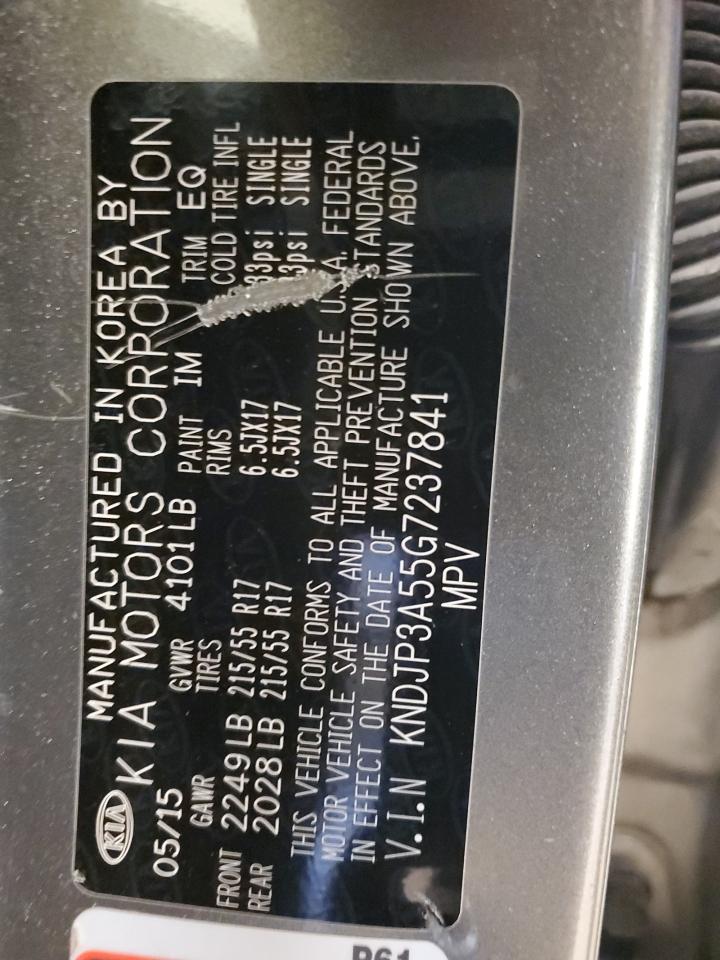 MANUFACTURED IN KOREA BY
KIA KIA MOTORS CORPORATION
05/15 GVWR 4101LB PAINT IM TRIM EQ
GAWR TIRES RIMS COLD TIRE INFL
FRONT 2249LB 215/55 R17 6.5JX17 33psi SINGLE
REAR 2028LB 215/55 R17 6.5JX17 3psi SINGLE
THIS VEHICLE CONFORMS TO ALL APPLICABLE U.S.A. FEDERAL
MOTOR VEHICLE SAFETY AND THEFT PREVENTION STANDARDS
IN EFFECT ON THE DATE OF MANUFACTURE SHOWN ABOVE.
V.I.N KNDJP3A55G7237841
MPV